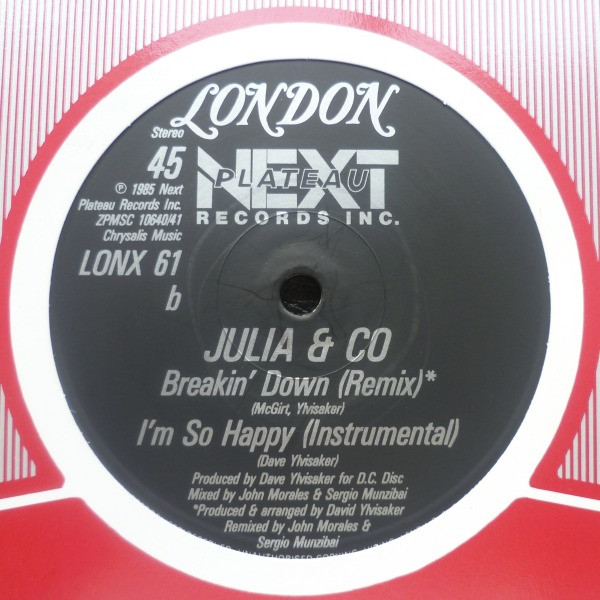 LONDON
Stereo
45
NEXT
PLATEAU
RECORDS INC.
℗ 1985 Next
Plateau Records Inc.
ZPMSC 10640/41
Chrysalis Music
LONX 61
b
JULIA & CO
Breakin' Down (Remix)*
(McGirt, Ylvisaker)
I'm So Happy (Instrumental)
(Dave Ylvisaker)
Produced by Dave Ylvisaker for D.C. Disc
Mixed by John Morales & Sergio Munzibai
*Produced & arranged by David Ylvisaker
Remixed by John Morales &
Sergio Munzibai